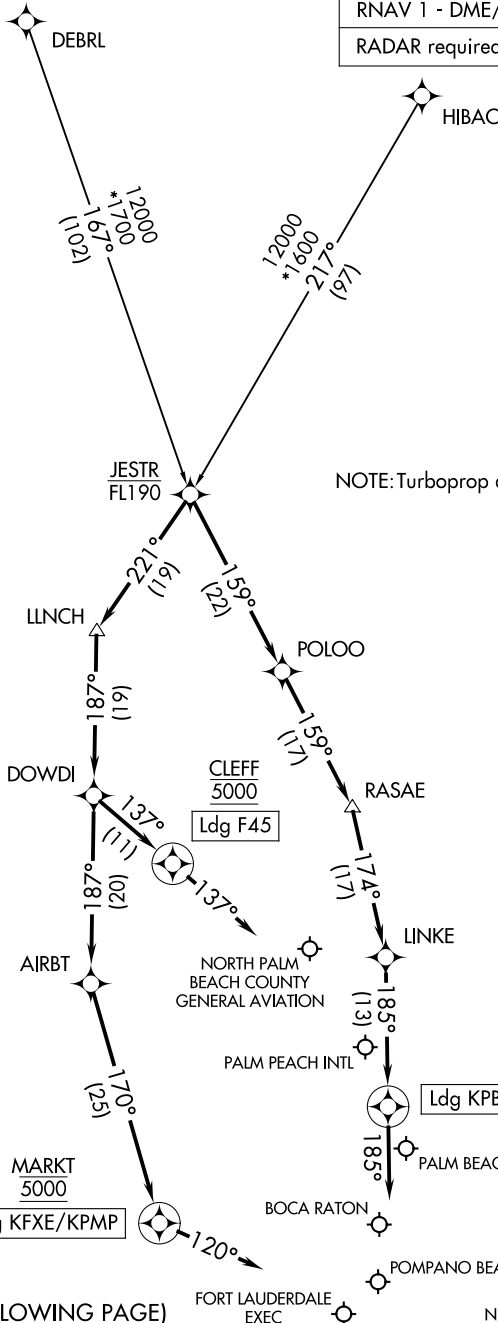 RNAV 1 - DME/
RADAR required
DEBRL
HIBAC
12000
*1700
167°
(102)
12000
*1600
217°
(97)
JESTR
FL190
NOTE: Turboprop
221°
(19)
159°
(22)
LLNCH
POLOO
187°
(19)
159°
(17)
DOWDI
CLEFF
5000
Ldg F45
RASAE
137°
(11)
137°
174°
(17)
187°
(20)
LINKE
AIRBT
NORTH PALM
BEACH COUNTY
GENERAL AVIATION
185°
(13)
PALM PEACH INTL
170°
(25)
Ldg KPB
185°
PALM BEAC
MARKT
5000
g KFXE/KPMP
BOCA RATON
120°
POMPANO BEA
LOWING PAGE)
FORT LAUDERDALE
EXEC
N